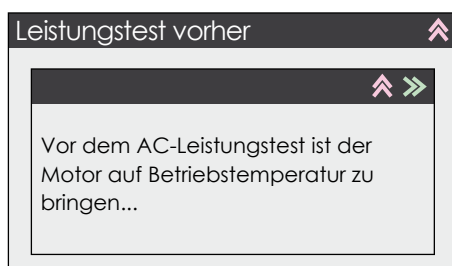 Leistungstest vorher
Vor dem AC-Leistungstest ist der
Motor auf Betriebstemperatur zu
bringen...